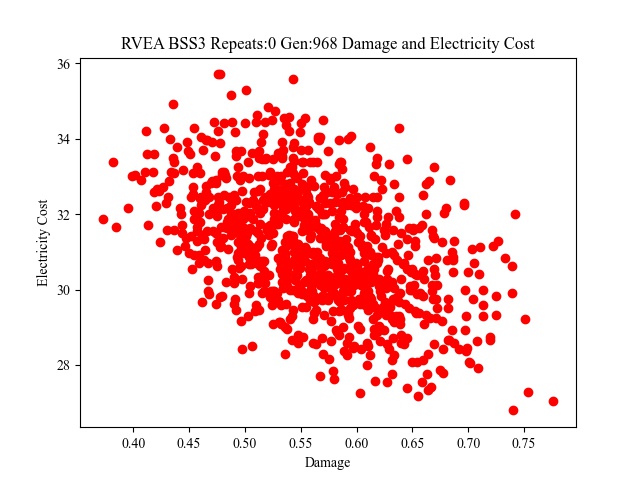 RVEA BSS3 Repeats:0 Gen:968 Damage and Electricity Cost
36
34
32
30
28
Electricity Cost
0.40 0.45 0.50 0.55 0.60 0.65 0.70 0.75
Damage